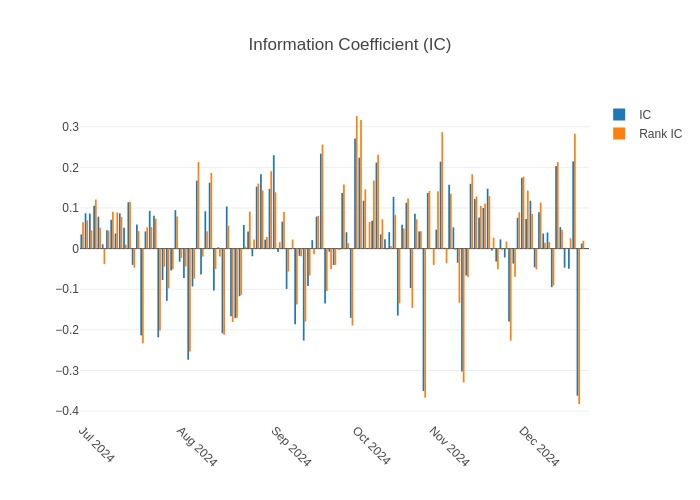 Information Coefficient (IC)
IC
Rank IC
0.3
0.2
0.1
0
−0.1
−0.2
−0.3
−0.4
Jul 2024
Aug 2024
Sep 2024
Oct 2024
Nov 2024
Dec 2024